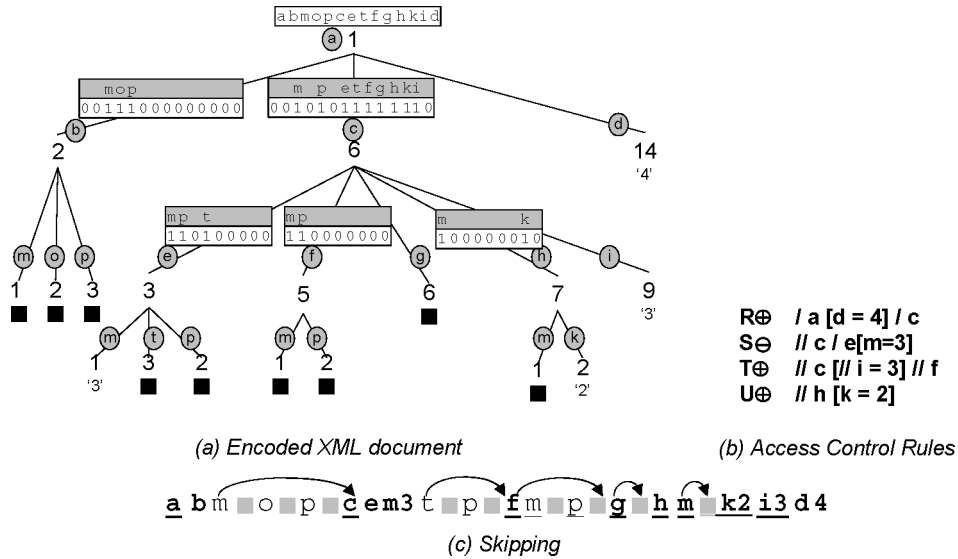 abmopcetfghkid
a 1
mop
001110000000000
m p etfghki
00101011111110
b
c
d
2
6
14
'4'
mp t
110100000
mp
110000000
m k
100000010
m o p
e
f
g
h
i
1 2 3
3
5
6
7
9
'3'
m t p
m p
m k
1 3 2
'3'
1 2
1 2
'2'
R⊕ / a [d = 4] / c
S⊖ // c / e[m=3]
T⊕ // c [// i = 3] // f
U⊕ // h [k = 2]
(a) Encoded XML document
(b) Access Control Rules
a b m o p c e m3 t p f m p g h m k2 i3 d4
(c) Skipping